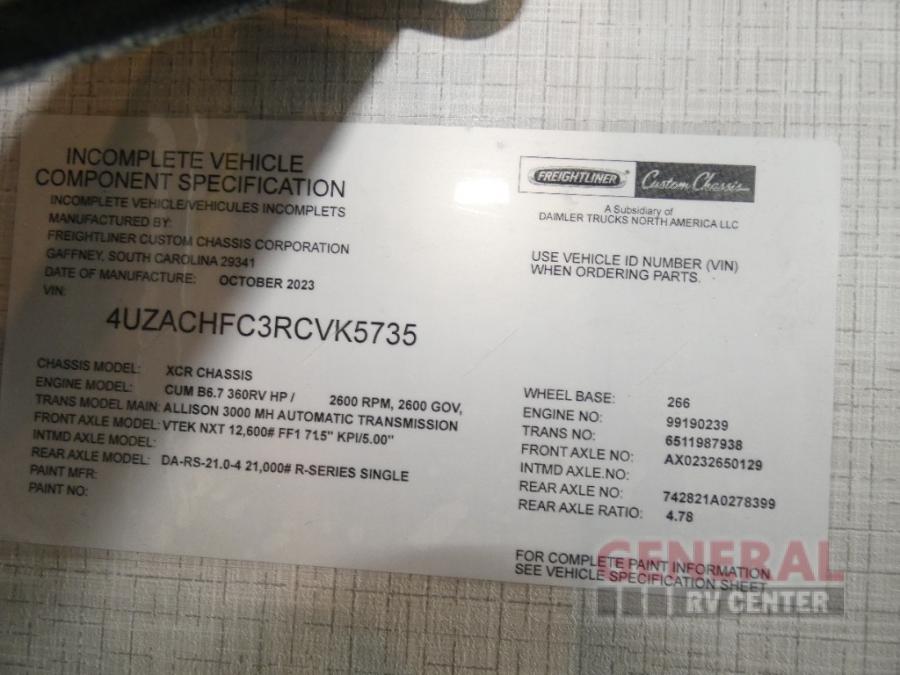 INCOMPLETE VEHICLE
COMPONENT SPECIFICATION
INCOMPLETE VEHICLE/VEHICULES INCOMPLETS
MANUFACTURED BY:
FREIGHTLINER CUSTOM CHASSIS CORPORATION
GAFFNEY, SOUTH CAROLINA 29341
DATE OF MANUFACTURE: OCTOBER 2023
VIN:
4UZACHFC3RCVK5735
FREIGHTLINER Custom Chassis
A Subsidiary of
DAIMLER TRUCKS NORTH AMERICA LLC
USE VEHICLE ID NUMBER (VIN)
WHEN ORDERING PARTS.
CHASSIS MODEL: XCR CHASSIS
ENGINE MODEL: CUM B6.7 360RV HP / 2600 RPM, 2600 GOV,
TRANS MODEL MAIN: ALLISON 3000 MH AUTOMATIC TRANSMISSION
FRONT AXLE MODEL: VTEK NXT 12,600# FF1 71.5" KPI/5.00"
INTMD AXLE MODEL:
REAR AXLE MODEL: DA-RS-21.0-4 21,000# R-SERIES SINGLE
PAINT MFR:
PAINT NO:
WHEEL BASE: 266
ENGINE NO: 99190239
TRANS NO: 6511987938
FRONT AXLE NO: AX0232650129
INTMD AXLE.NO:
REAR AXLE NO: 742821A0278399
REAR AXLE RATIO: 4.78
FOR COMPLETE PAINT INFORMATION
SEE VEHICLE SPECIFICATION SHEET
GENERAL
RV CENTER